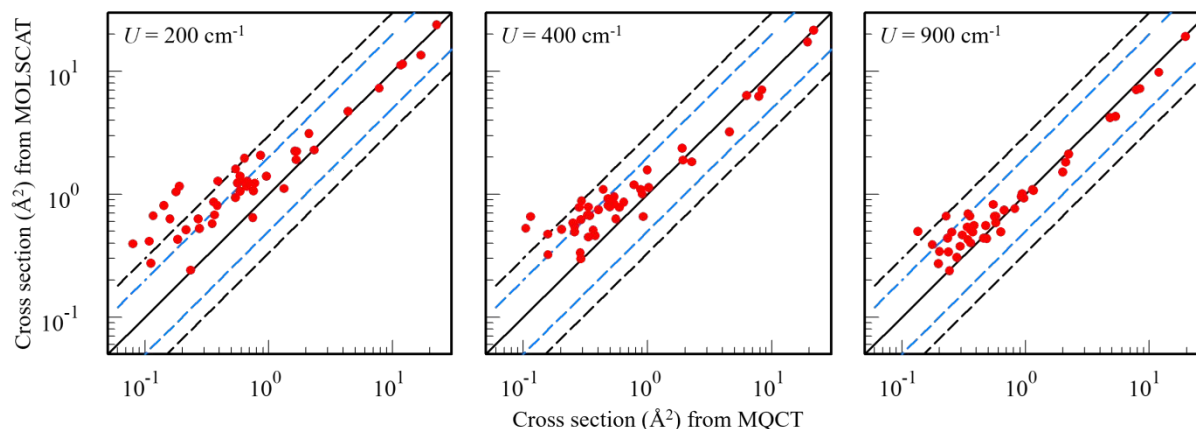 Cross section (Å²) from MOLSCAT
U = 200 cm⁻¹
U = 400 cm⁻¹
U = 900 cm⁻¹
10¹
10⁰
10⁻¹
10⁻¹ 10⁰ 10¹ 10⁻¹ 10⁰ 10¹ 10⁻¹ 10⁰ 10¹
Cross section (Å²) from MQCT